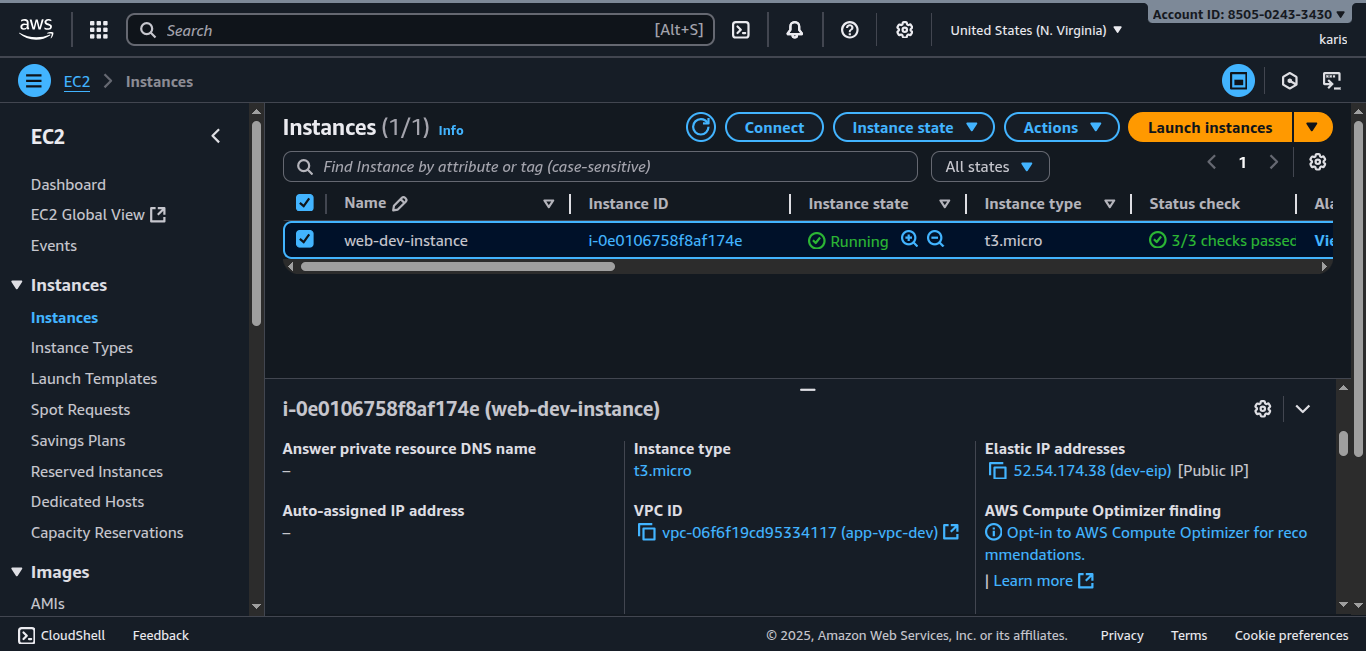 aws
Search
[Alt+S]
United States (N. Virginia)
Account ID: 8505-0243-3430
karis
EC2
Instances
EC2
Dashboard
EC2 Global View
Events
Instances
Instances
Instance Types
Launch Templates
Spot Requests
Savings Plans
Reserved Instances
Dedicated Hosts
Capacity Reservations
Images
AMIs
Instances (1/1) Info
Connect
Instance state
Actions
Launch instances
Find Instance by attribute or tag (case-sensitive)
All states
1
Name Instance ID Instance state Instance type Status check Ala
web-dev-instance i-0e0106758f8af174e Running t3.micro 3/3 checks passed Vie
i-0e0106758f8af174e (web-dev-instance)
Answer private resource DNS name
–
Auto-assigned IP address
–
Instance type
t3.micro
VPC ID
vpc-06f6f19cd95334117 (app-vpc-dev)
Elastic IP addresses
52.54.174.38 (dev-eip) [Public IP]
AWS Compute Optimizer finding
Opt-in to AWS Compute Optimizer for reco
mmendations.
| Learn more
CloudShell
Feedback
© 2025, Amazon Web Services, Inc. or its affiliates.
Privacy
Terms
Cookie preferences